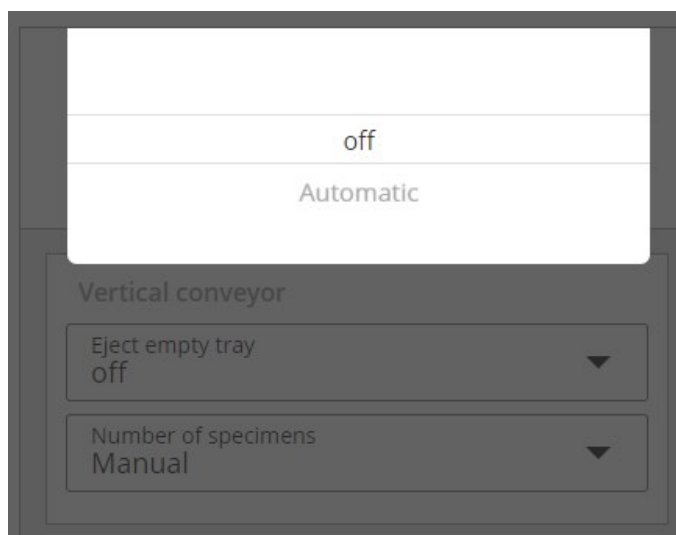 off
Automatic
Vertical conveyor
Eject empty tray
off
Number of specimens
Manual